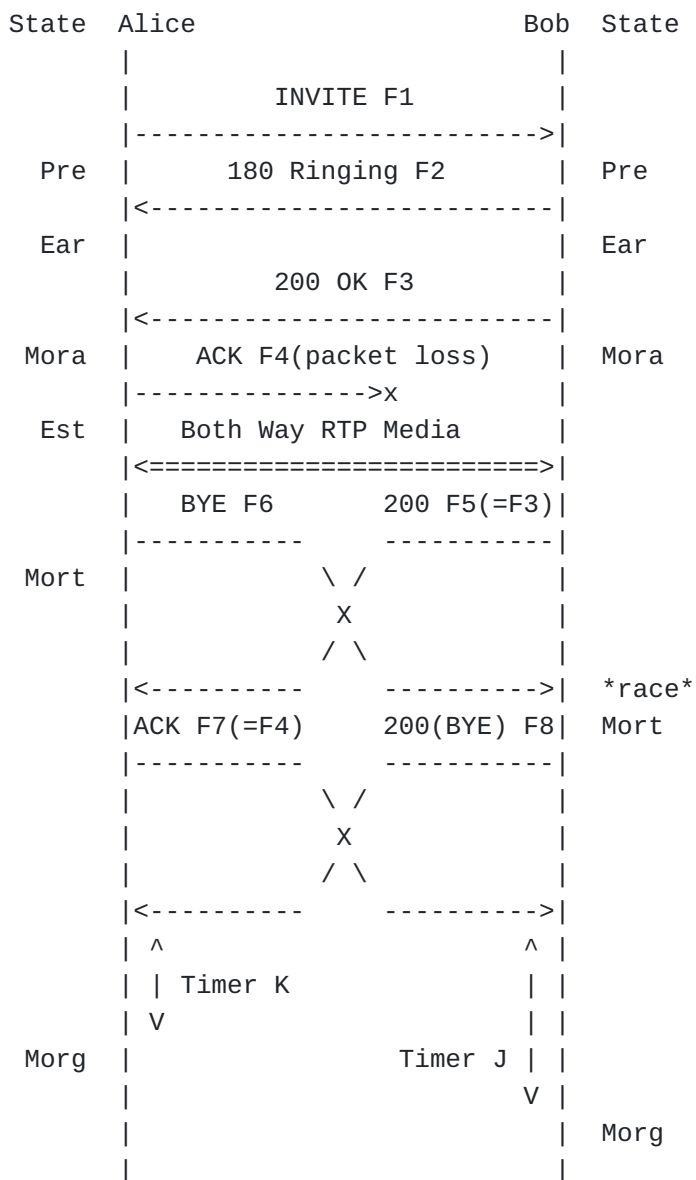 State  Alice                     Bob  State
       |                           |
       |         INVITE F1         |
       |-------------------------->|
  Pre  |      180 Ringing F2       |  Pre
       |<--------------------------|
  Ear  |                           |  Ear
       |         200 OK F3         |
       |<--------------------------|
 Mora  |    ACK F4(packet loss)    |  Mora
       |--------------->x          |
  Est  |   Both Way RTP Media      |
       |<=========================>|
       |   BYE F6       200 F5(=F3)|
       |-----------     -----------|
 Mort  |            \ /            |
       |             X             |
       |            / \            |
       |<----------     ---------->|  *race*
       |ACK F7(=F4)     200(BYE) F8|  Mort
       |-----------     -----------|
       |            \ /            |
       |             X             |
       |            / \            |
       |<----------     ---------->|
       | ^                       ^ |
       | | Timer K               | |
       | V                       | |
 Morg  |                 Timer J | |
       |                         V |
       |                           |  Morg
       |                           |